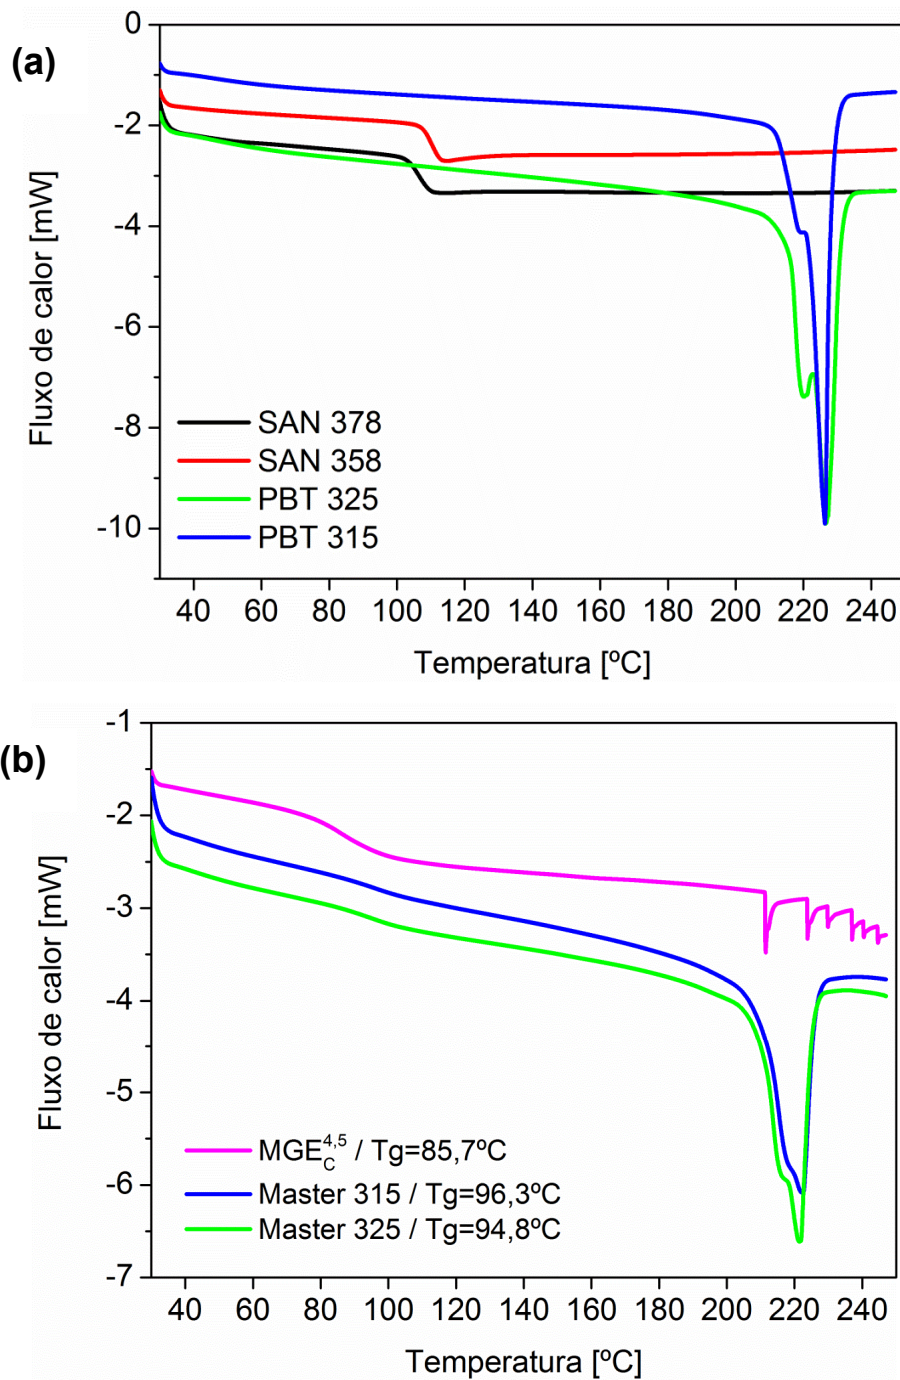 (a)
0
-2
-4
-6
-8
-10
Fluxo de calor [mW]
SAN 378
SAN 358
PBT 325
PBT 315
40 60 80 100 120 140 160 180 200 220 240
Temperatura [ºC]
(b)
-1
-2
-3
-4
-5
-6
-7
Fluxo de calor [mW]
MGE_C^4,5 / Tg=85,7ºC
Master 315 / Tg=96,3ºC
Master 325 / Tg=94,8ºC
40 60 80 100 120 140 160 180 200 220 240
Temperatura [ºC]